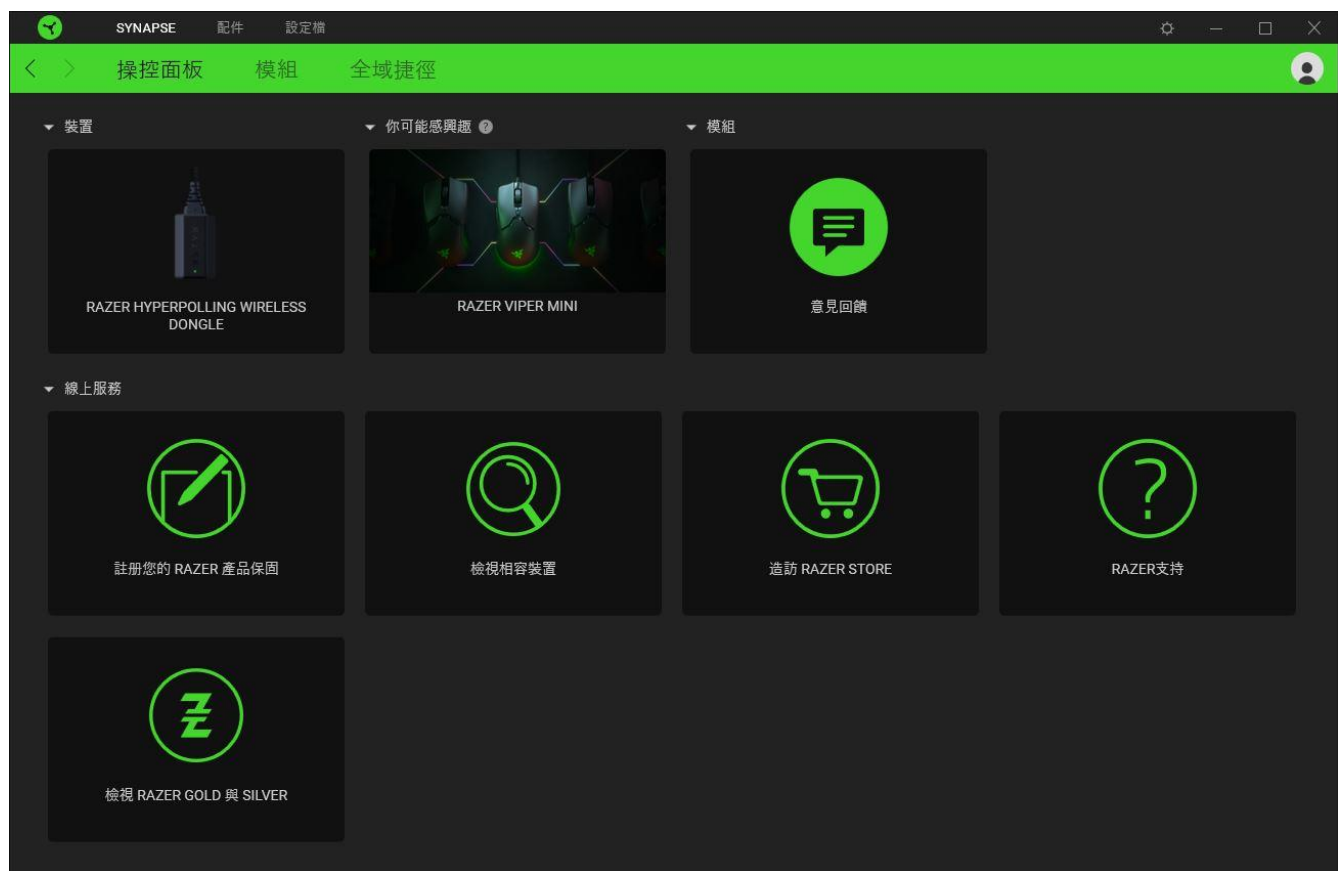 SYNAPSE 配件 設定檔
操控面板 模組 全域捷徑
裝置
你可能感興趣 ?
模組
RAZER HYPERPOLLING WIRELESS
DONGLE
RAZER VIPER MINI
意見回饋
線上服務
註册您的 RAZER 產品保固
檢視相容裝置
造訪 RAZER STORE
RAZER支持
檢視 RAZER GOLD 與 SILVER